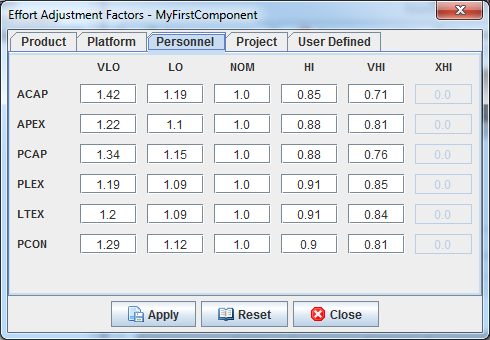 Effort Adjustment Factors - MyFirstComponent
Product Platform Personnel Project User Defined
VLO LO NOM HI VHI XHI
ACAP 1.42 1.19 1.0 0.85 0.71 0.0
APEX 1.22 1.1 1.0 0.88 0.81 0.0
PCAP 1.34 1.15 1.0 0.88 0.76 0.0
PLEX 1.19 1.09 1.0 0.91 0.85 0.0
LTEX 1.2 1.09 1.0 0.91 0.84 0.0
PCON 1.29 1.12 1.0 0.9 0.81 0.0
Apply Reset Close